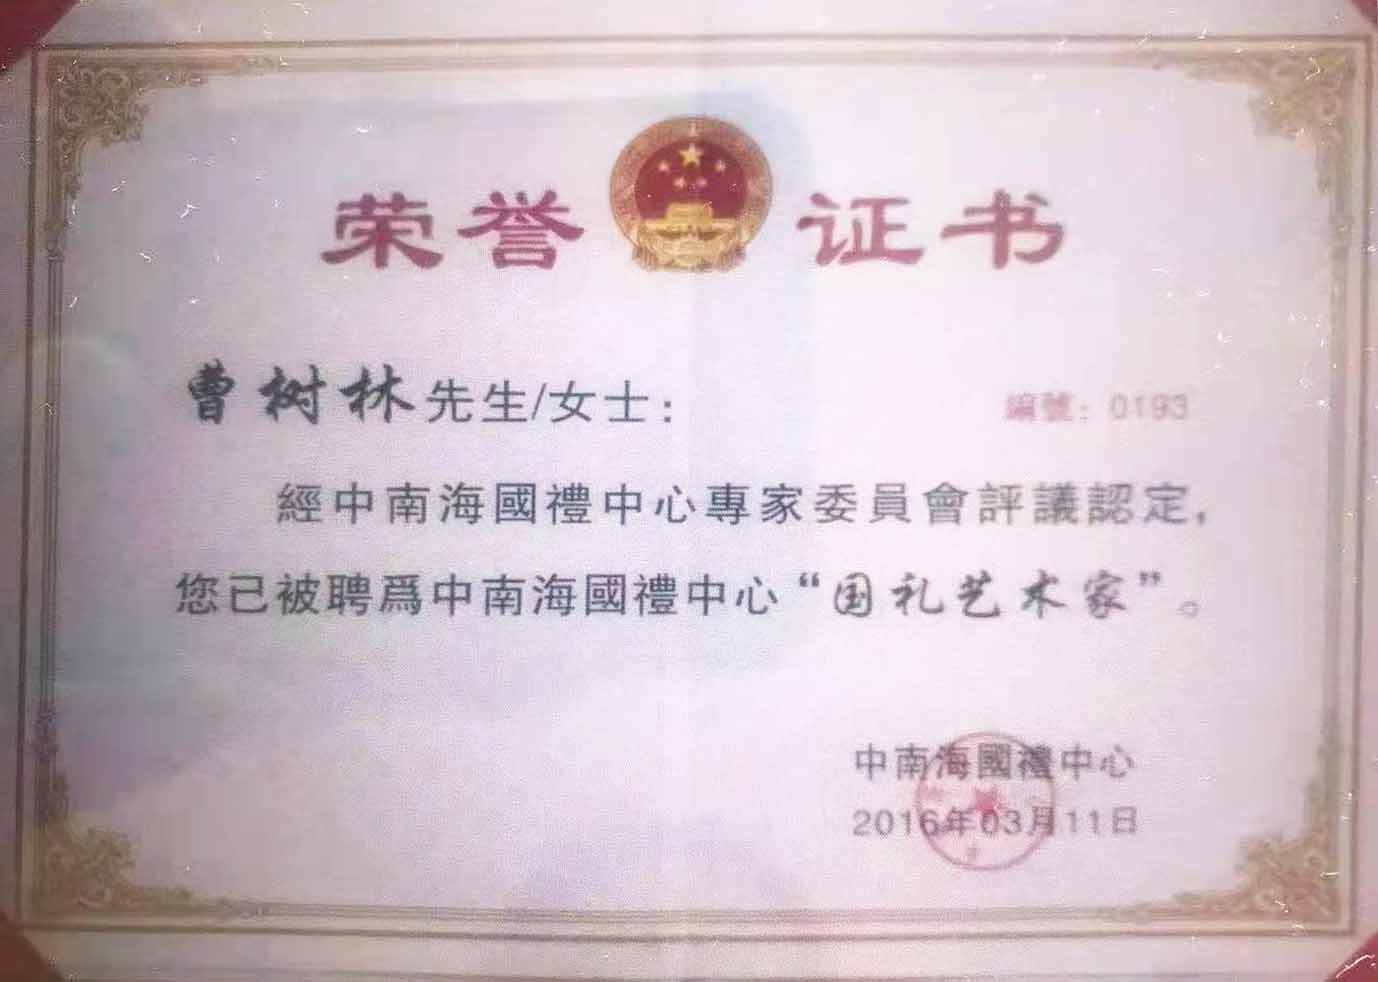 荣誉证书
曹树林先生/女士：
编號：0193
經中南海國禮中心專家委員會評議認定，
您已被聘爲中南海國禮中心“国礼艺术家”。
中南海國禮中心
2016年03月11日